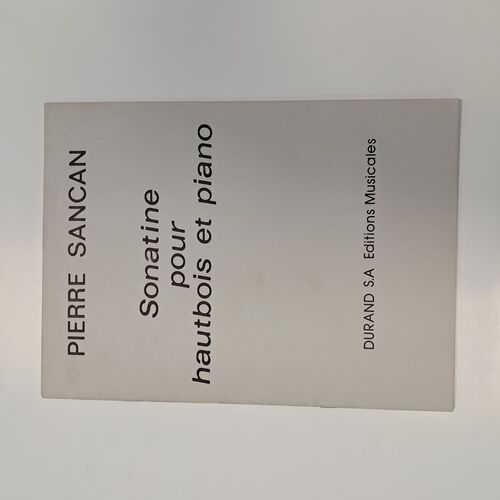 PIERRE SANCAN
Sonatine
pour
hautbois et piano
DURAND S.A Editions Musicales